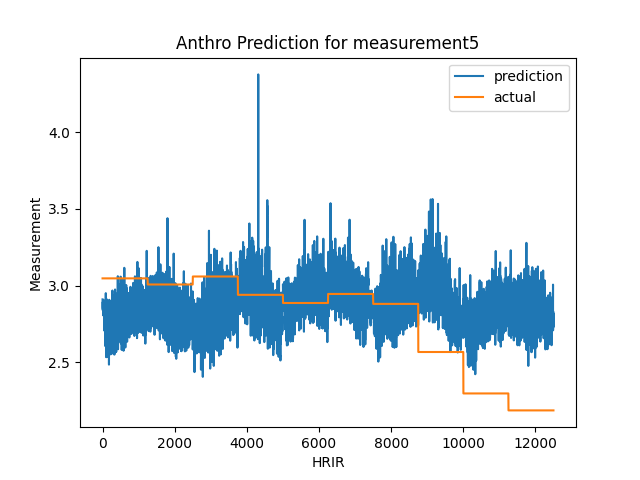 Anthro Prediction for measurement5
prediction
actual
Measurement
4.0
3.5
3.0
2.5
0
2000
4000
6000
8000
10000
12000
HRIR